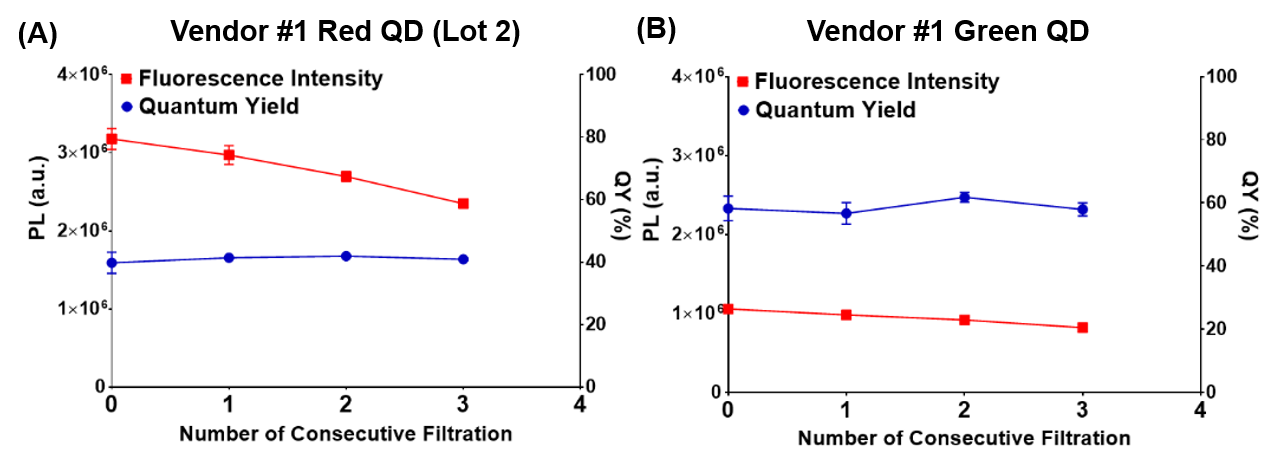 (A) Vendor #1 Red QD (Lot 2)
4×10⁶
3×10⁶
2×10⁶
1×10⁶
0
PL (a.u.)
Fluorescence Intensity
Quantum Yield
100
80
60
40
20
0
QY (%)
0 1 2 3 4
Number of Consecutive Filtration
(B) Vendor #1 Green QD
4×10⁶
3×10⁶
2×10⁶
1×10⁶
0
PL (a.u.)
Fluorescence Intensity
Quantum Yield
100
80
60
40
20
0
QY (%)
0 1 2 3 4
Number of Consecutive Filtration